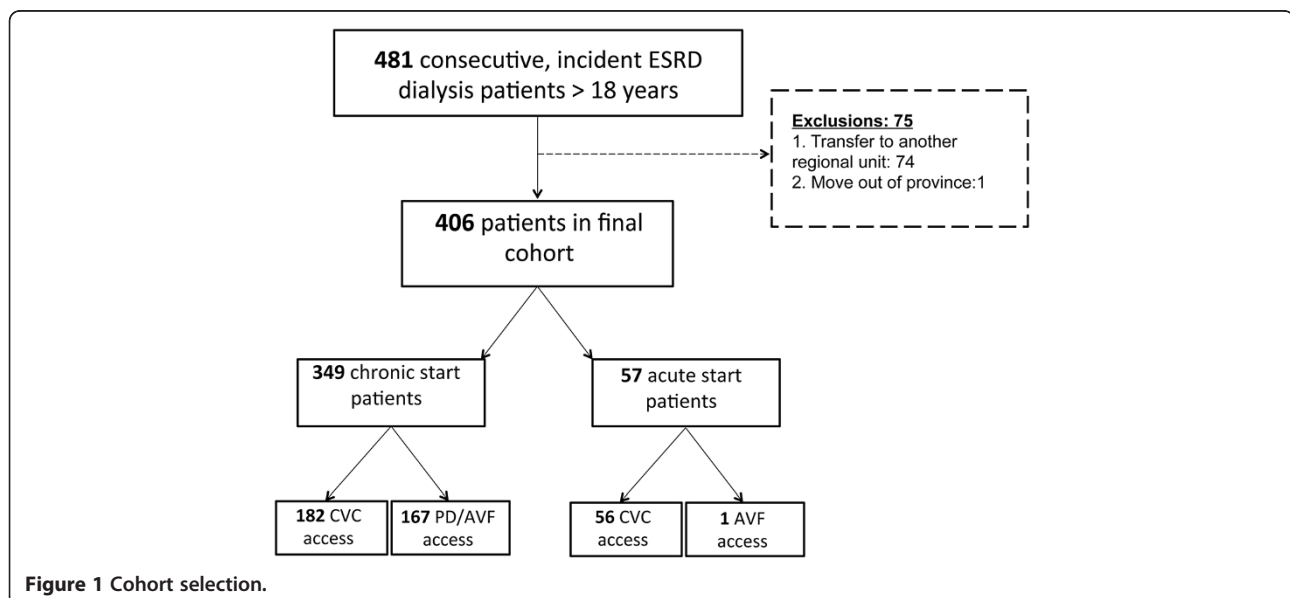 481 consecutive, incident ESRD
dialysis patients > 18 years
Exclusions: 75
1. Transfer to another
regional unit: 74
2. Move out of province:1
406 patients in final
cohort
349 chronic start
patients
57 acute start
patients
182 CVC
access
167 PD/AVF
access
56 CVC
access
1 AVF
access
Figure 1 Cohort selection.